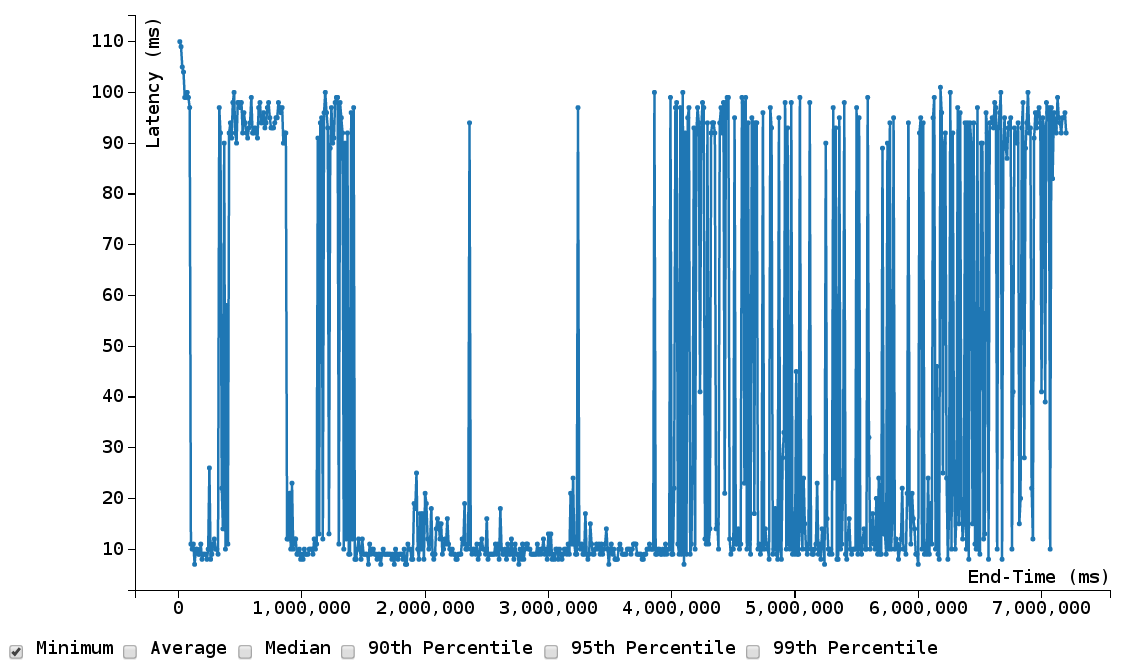 Latency (ms)
110
100
90
80
70
60
50
40
30
20
10
End-Time (ms)
0 1,000,000 2,000,000 3,000,000 4,000,000 5,000,000 6,000,000 7,000,000
Minimum Average Median 90th Percentile 95th Percentile 99th Percentile